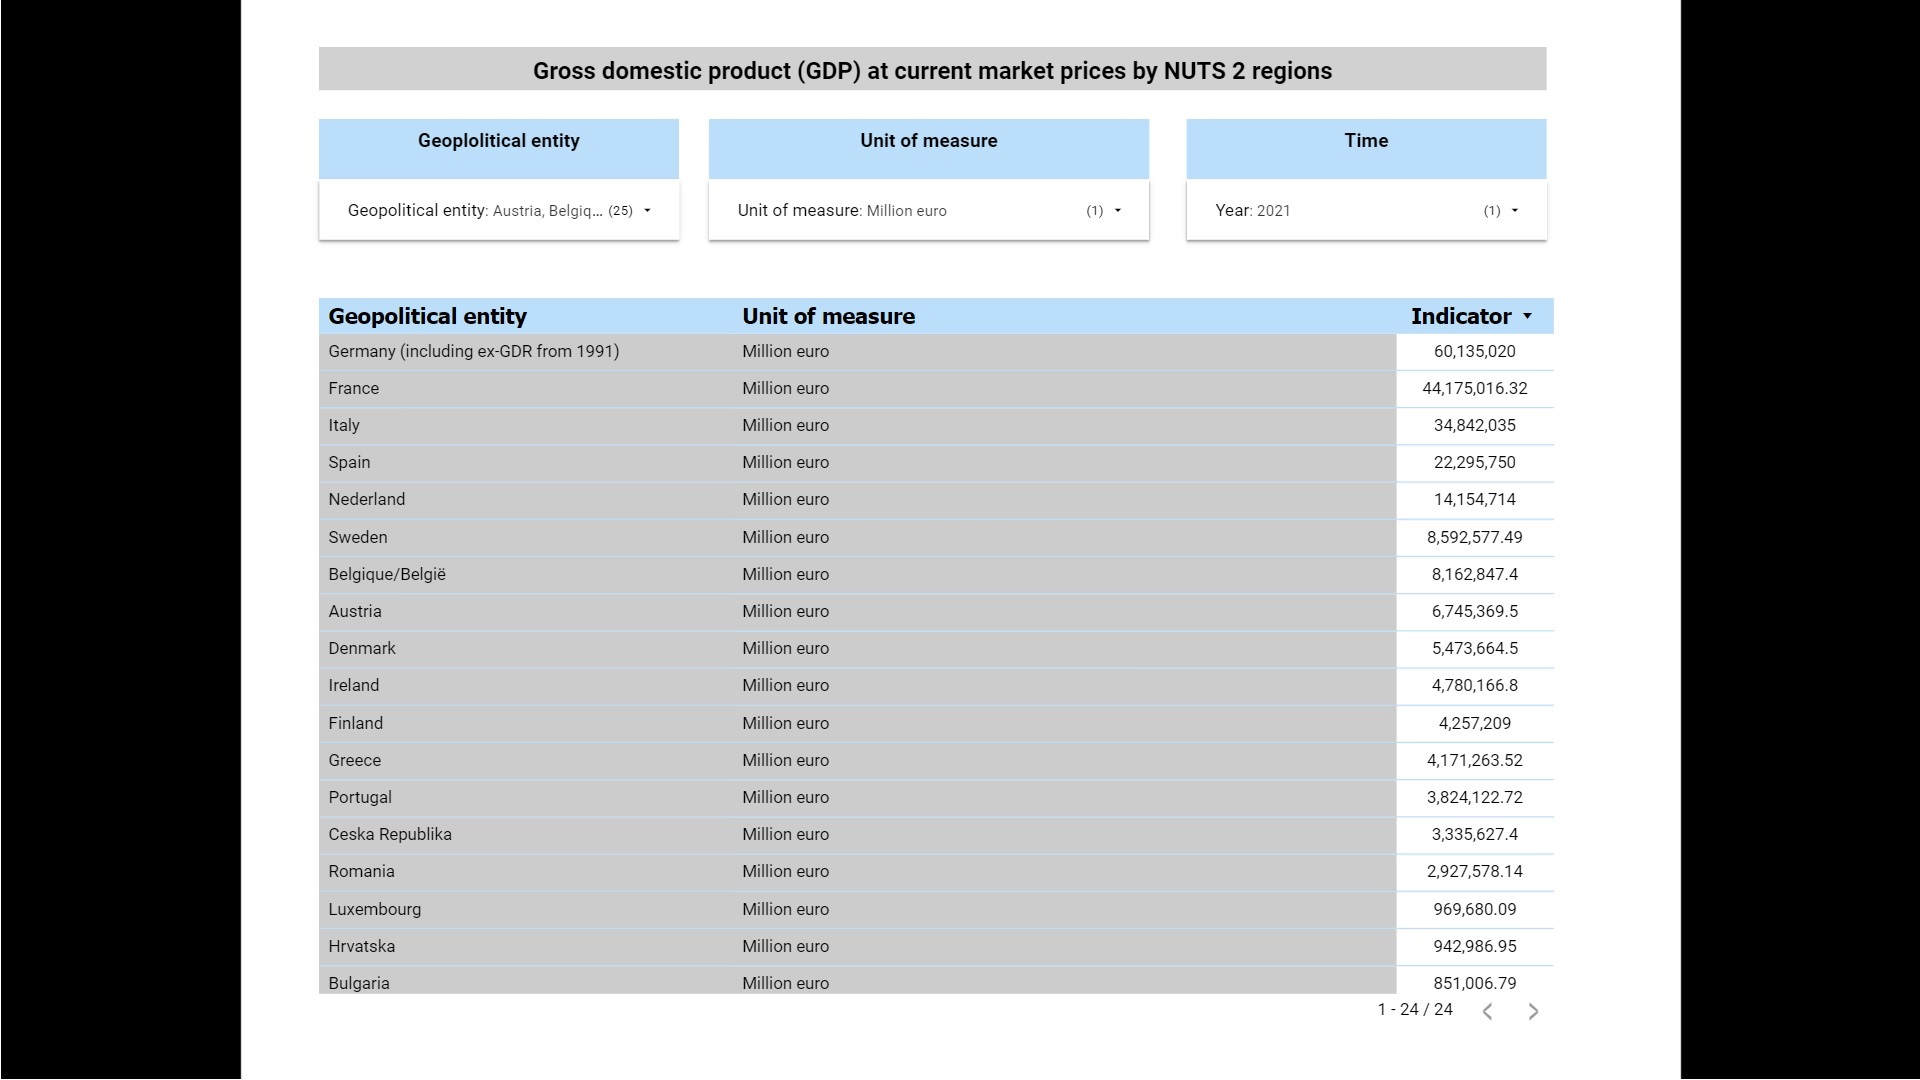 Gross domestic product (GDP) at current market prices by NUTS 2 regions
Geoplolitical entity
Unit of measure
Time
Geopolitical entity: Austria, Belgiq... (25)
Unit of measure: Million euro (1)
Year: 2021 (1)
Geopolitical entity Unit of measure Indicator
Germany (including ex-GDR from 1991) Million euro 60,135,020
France Million euro 44,175,016.32
Italy Million euro 34,842,035
Spain Million euro 22,295,750
Nederland Million euro 14,154,714
Sweden Million euro 8,592,577.49
Belgique/België Million euro 8,162,847.4
Austria Million euro 6,745,369.5
Denmark Million euro 5,473,664.5
Ireland Million euro 4,780,166.8
Finland Million euro 4,257,209
Greece Million euro 4,171,263.52
Portugal Million euro 3,824,122.72
Ceska Republika Million euro 3,335,627.4
Romania Million euro 2,927,578.14
Luxembourg Million euro 969,680.09
Hrvatska Million euro 942,986.95
Bulgaria Million euro 851,006.79
1 - 24 / 24